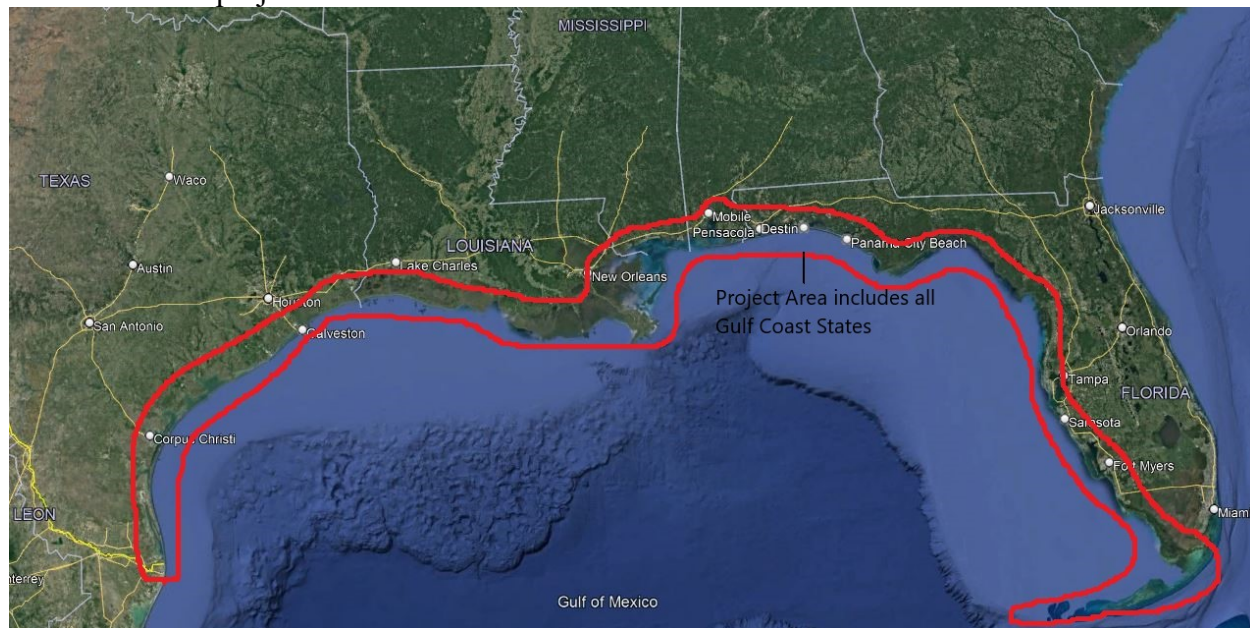 MISSISSIPPI
TEXAS
Waco
Jacksonville
Mobile
Pensacola
Destin
LOUISIANA
Panama City Beach
Austin
Lake Charles
New Orleans
Houston
Project Area includes all
Gulf Coast States
San Antonio
Galveston
Orlando
Tampa
FLORIDA
Sarasota
Corpus Christi
Fort Myers
LEON
Miam
nterrey
Gulf of Mexico